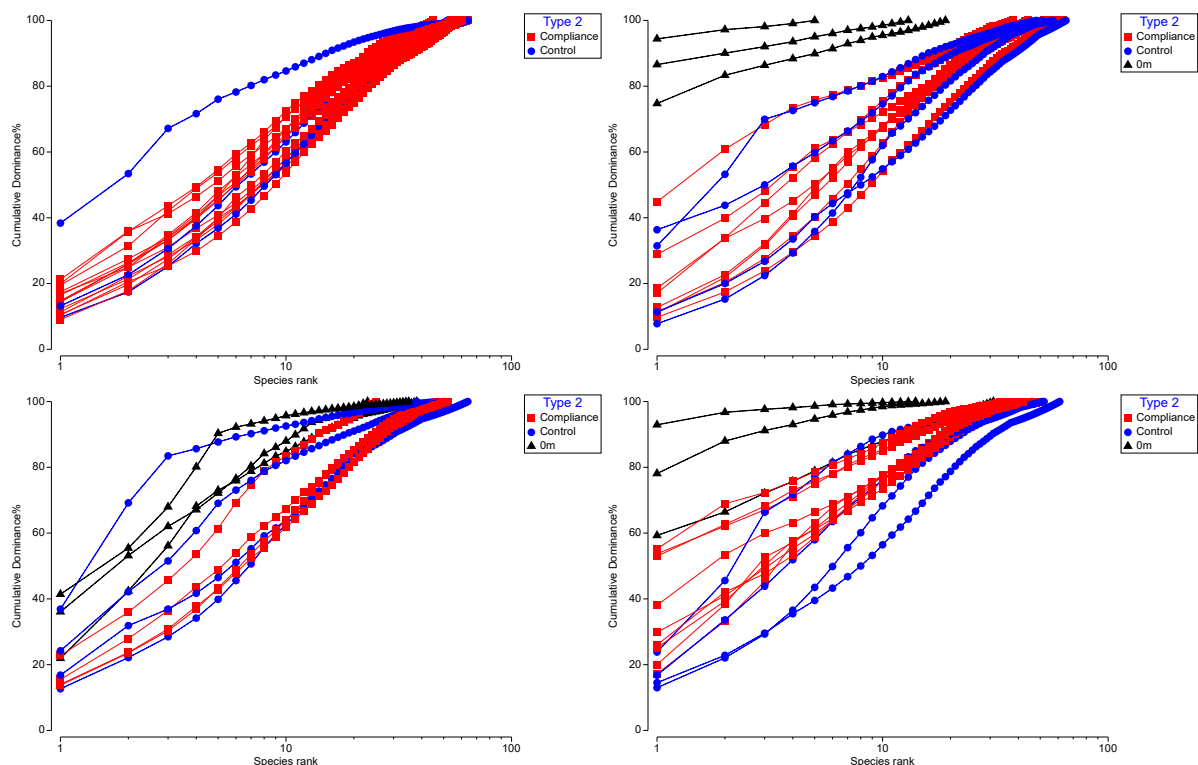 Type 2
Compliance
Control
Cumulative Dominance%
100
80
60
40
20
0
1
10
100
Species rank
Type 2
Compliance
Control
0m
Cumulative Dominance%
100
80
60
40
20
0
1
10
100
Species rank
Type 2
Compliance
Control
0m
Cumulative Dominance%
100
80
60
40
20
0
1
10
100
Species rank
Type 2
Compliance
Control
0m
Cumulative Dominance%
100
80
60
40
20
0
1
10
100
Species rank